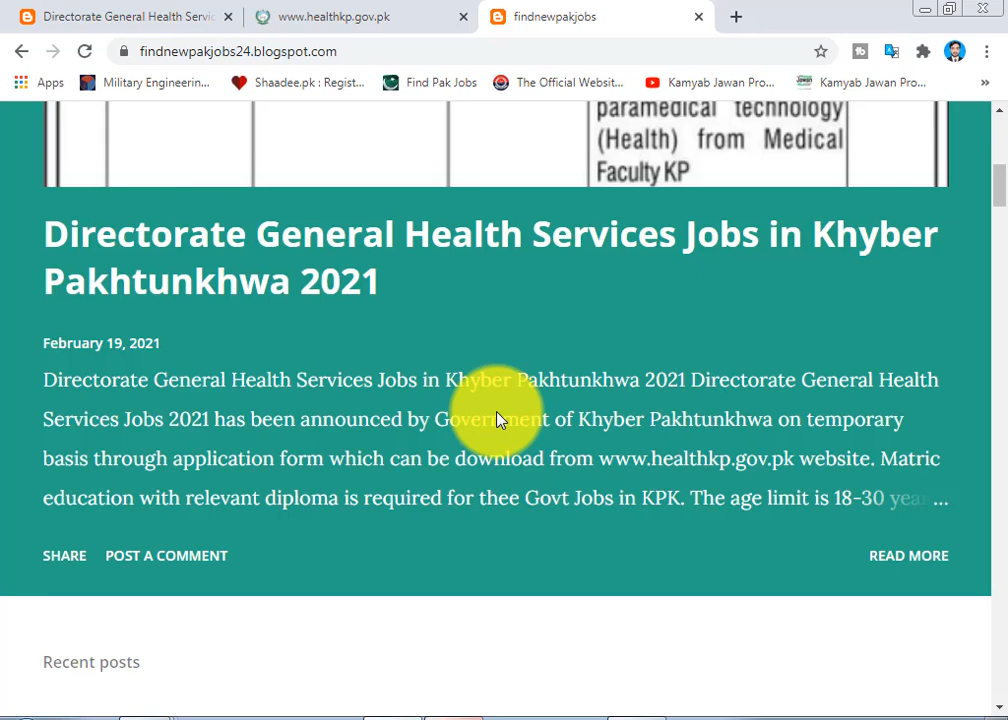 Directorate General Health Servic
www.healthkp.gov.pk
findnewpakjobs
findnewpakjobs24.blogspot.com
Apps
Military Engineerin...
Shaadee.pk : Regist...
Find Pak Jobs
The Official Websit...
Kamyab Jawan Pro...
Kamyab Jawan Pro...
»
paramedical technology
(Health) from Medical
Faculty KP
Directorate General Health Services Jobs in Khyber
Pakhtunkhwa 2021
February 19, 2021
Directorate General Health Services Jobs in Khyber Pakhtunkhwa 2021 Directorate General Health
Services Jobs 2021 has been announced by Government of Khyber Pakhtunkhwa on temporary
basis through application form which can be download from www.healthkp.gov.pk website. Matric
education with relevant diploma is required for thee Govt Jobs in KPK. The age limit is 18-30 yea ...
SHARE
POST A COMMENT
READ MORE
Recent posts